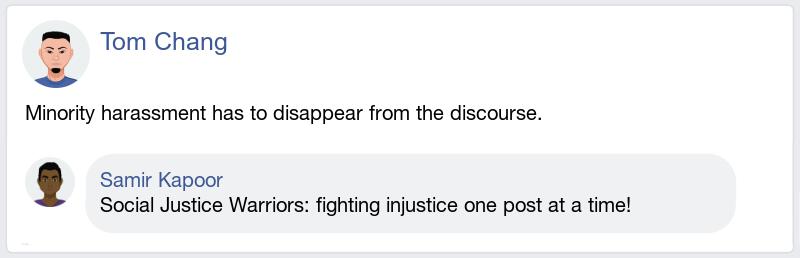 Tom Chang
Minority harassment has to disappear from the discourse.
Samir Kapoor
Social Justice Warriors: fighting injustice one post at a time!